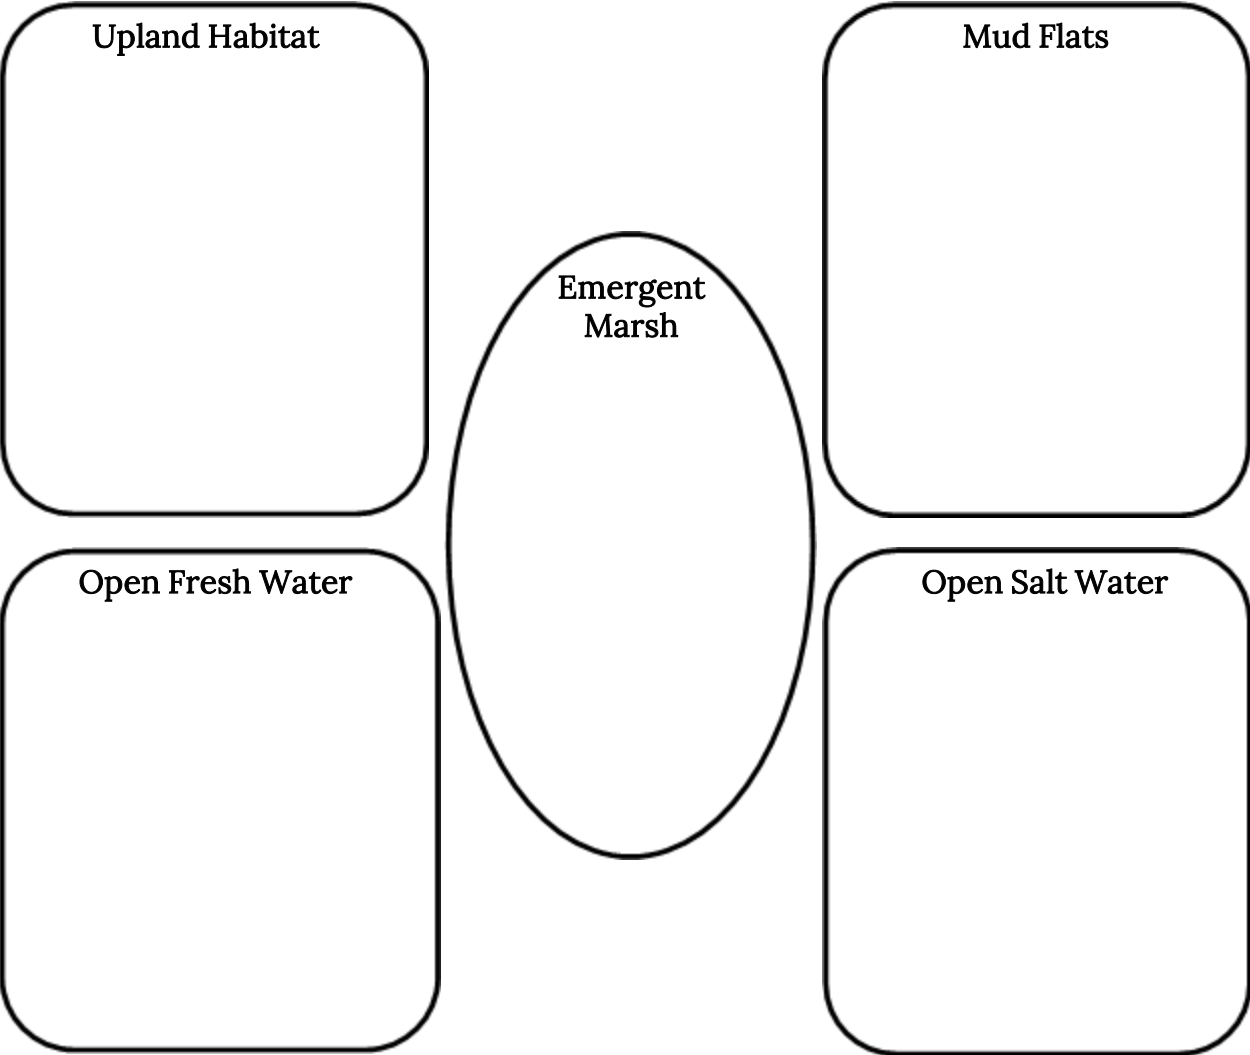 Upland Habitat
Mud Flats
Emergent
Marsh
Open Fresh Water
Open Salt Water